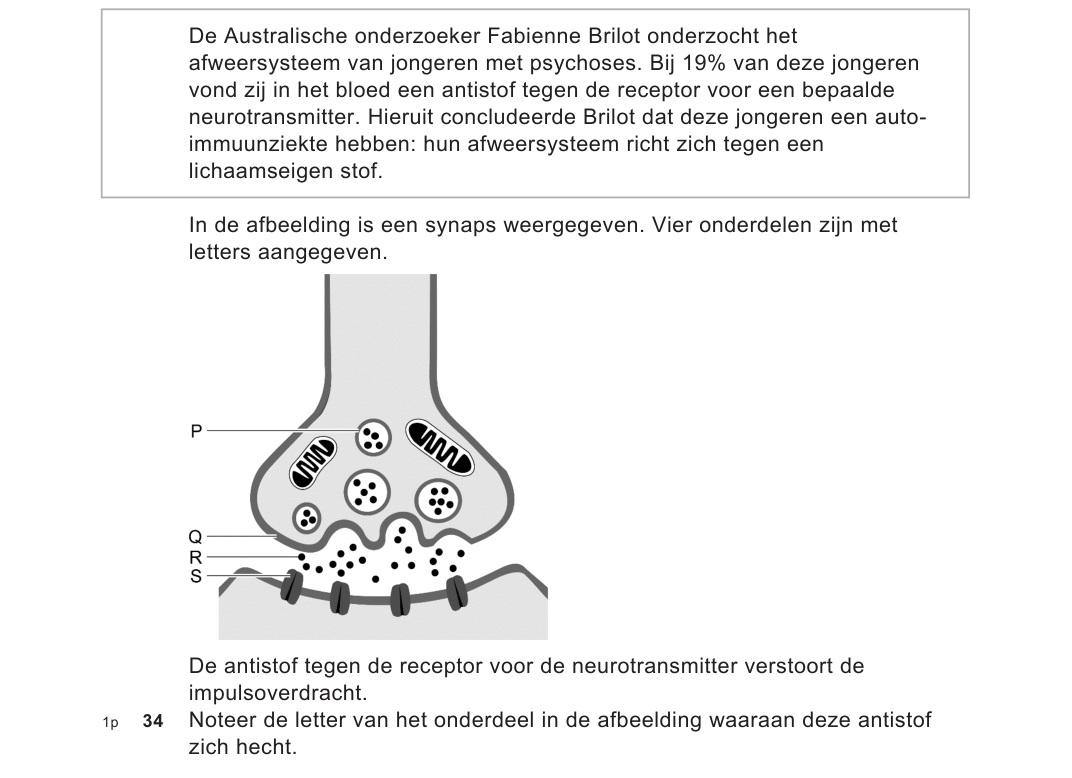 De Australische onderzoeker Fabienne Brilot onderzocht het
afweersysteem van jongeren met psychoses. Bij 19% van deze jongeren
vond zij in het bloed een antistof tegen de receptor voor een bepaalde
neurotransmitter. Hieruit concludeerde Brilot dat deze jongeren een auto-
immuunziekte hebben: hun afweersysteem richt zich tegen een
lichaamseigen stof.
In de afbeelding is een synaps weergegeven. Vier onderdelen zijn met
letters aangegeven.
P
Q
R
S
De antistof tegen de receptor voor de neurotransmitter verstoort de
impulsoverdracht.
1p 34 Noteer de letter van het onderdeel in de afbeelding waaraan deze antistof
zich hecht.